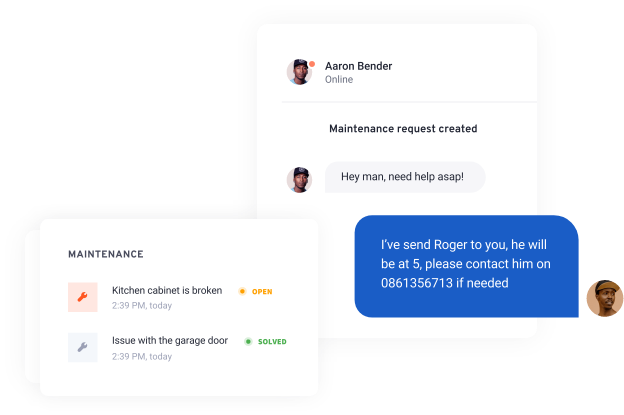 Aaron Bender
Online
Maintenance request created
Hey man, need help asap!
I've send Roger to you, he will
be at 5, please contact him on
0861356713 if needed
MAINTENANCE
Kitchen cabinet is broken OPEN
2:39 PM, today
Issue with the garage door SOLVED
2:39 PM, today